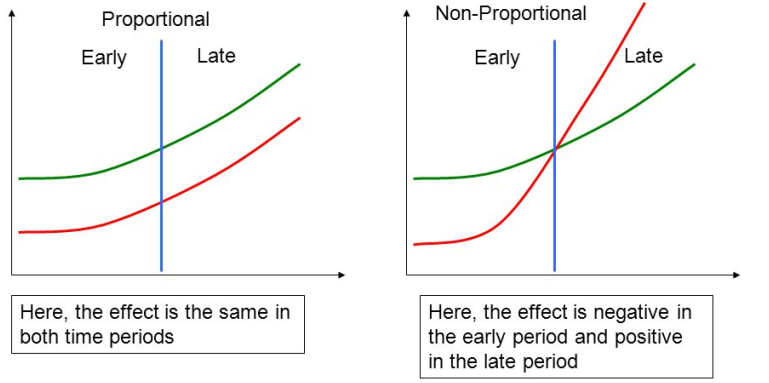 Proportional
Early
Late
Here, the effect is the same in
both time periods
Non-Proportional
Early
Late
Here, the effect is negative in
the early period and positive
in the late period